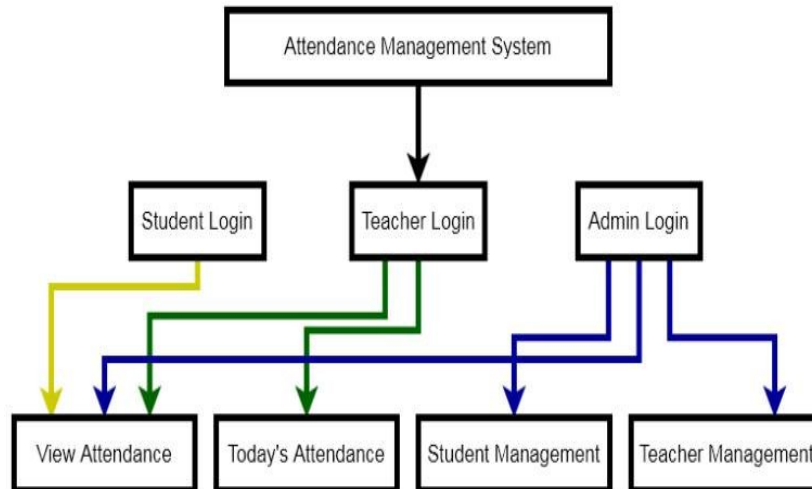 Attendance Management System
Student Login
Teacher Login
Admin Login
View Attendance
Today's Attendance
Student Management
Teacher Management